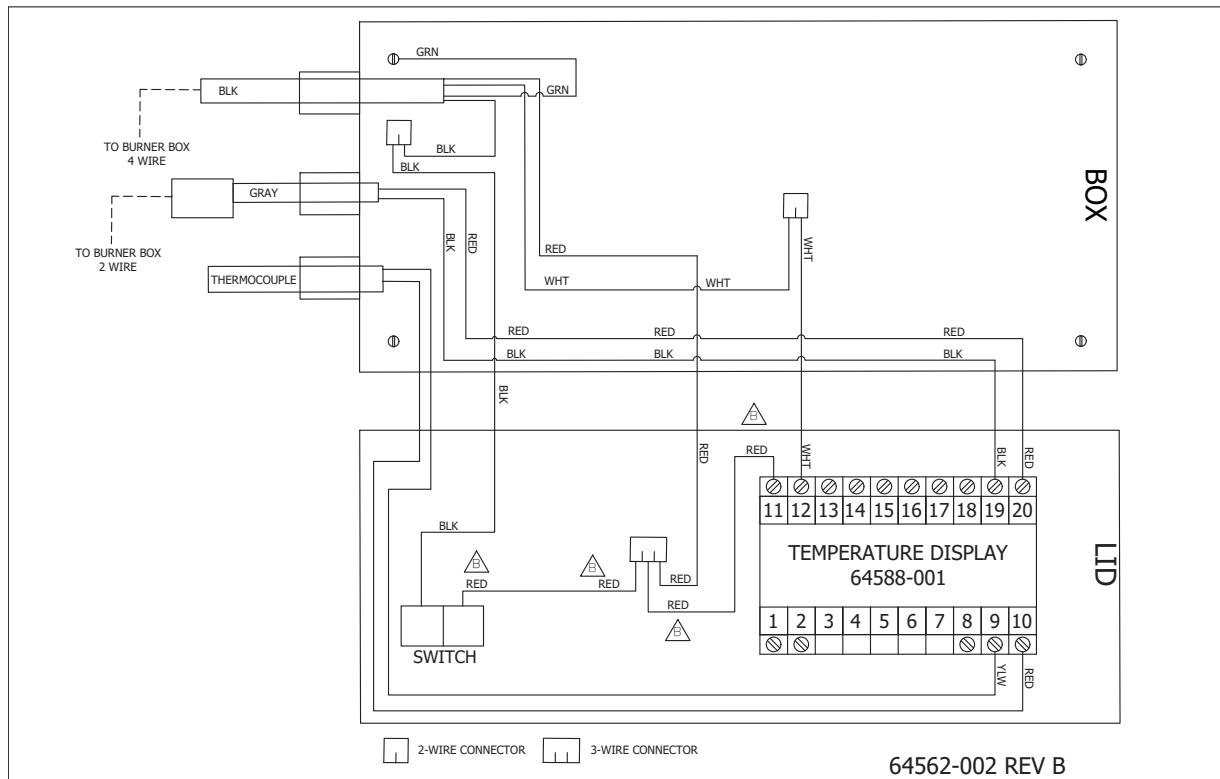 GRN
BLK
GRN
TO BURNER BOX
4 WIRE
BLK
BLK
GRAY
BOX
TO BURNER BOX
2 WIRE
BLK
RED
RED
WHT
THERMOCOUPLE
WHT
WHT
RED
RED
RED
BLK
BLK
BLK
BLK
B
RED
RED
WHT
BLK
RED
11 12 13 14 15 16 17 18 19 20
BLK
LID
TEMPERATURE DISPLAY
64588-001
B
B
RED
RED
RED
RED
B
1 2 3 4 5 6 7 8 9 10
SWITCH
YLW
RED
2-WIRE CONNECTOR
3-WIRE CONNECTOR
64562-002 REV B